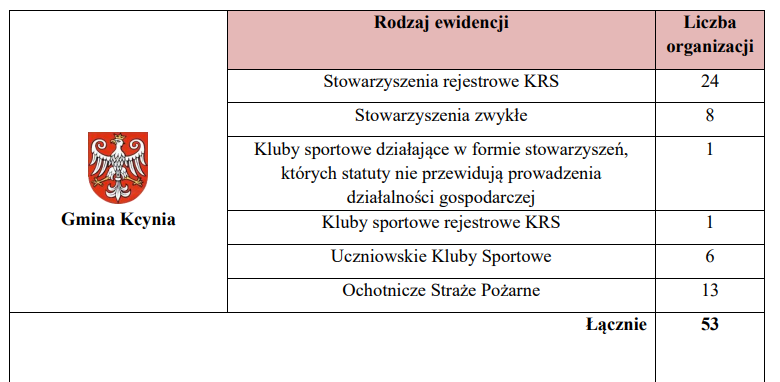 Rodzaj ewidencji
Liczba
organizacji
Gmina Kcynia
Stowarzyszenia rejestrowe KRS
24
Stowarzyszenia zwykłe
8
Kluby sportowe działające w formie stowarzyszeń,
których statuty nie przewidują prowadzenia
działalności gospodarczej
1
Kluby sportowe rejestrowe KRS
1
Uczniowskie Kluby Sportowe
6
Ochotnicze Straże Pożarne
13
Łącznie
53